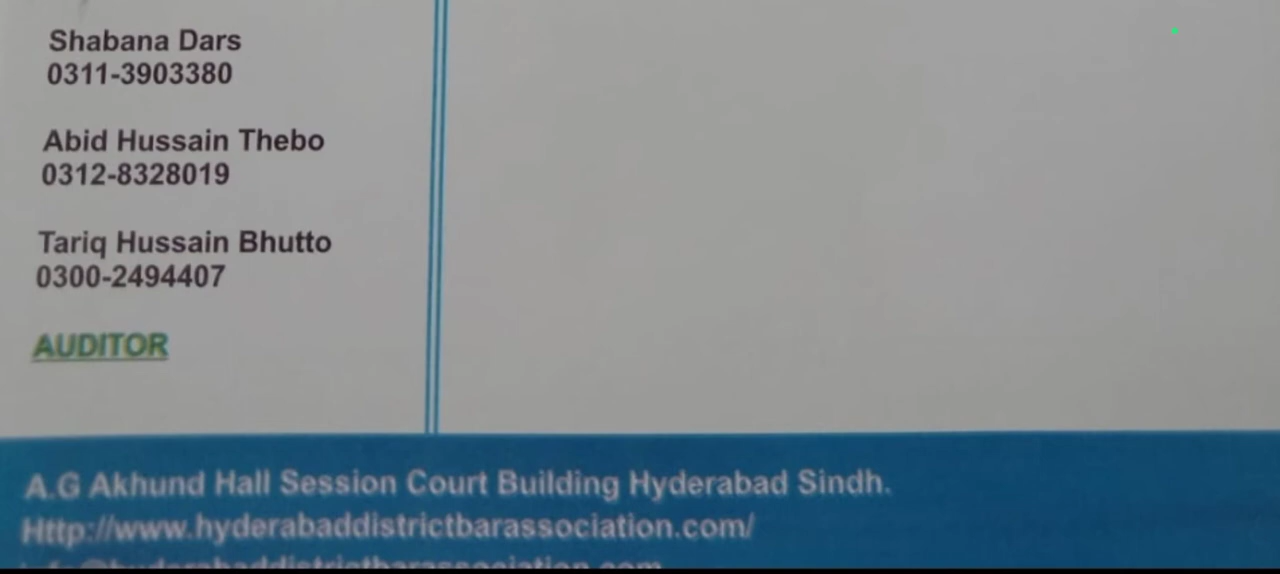 Shabana Dars
0311-3903380
Abid Hussain Thebo
0312-8328019
Tariq Hussain Bhutto
0300-2494407
AUDITOR
A.G Akhund Hall Session Court Building Hyderabad Sindh.
Http://www.hyderabaddistrictbarassociation.com/